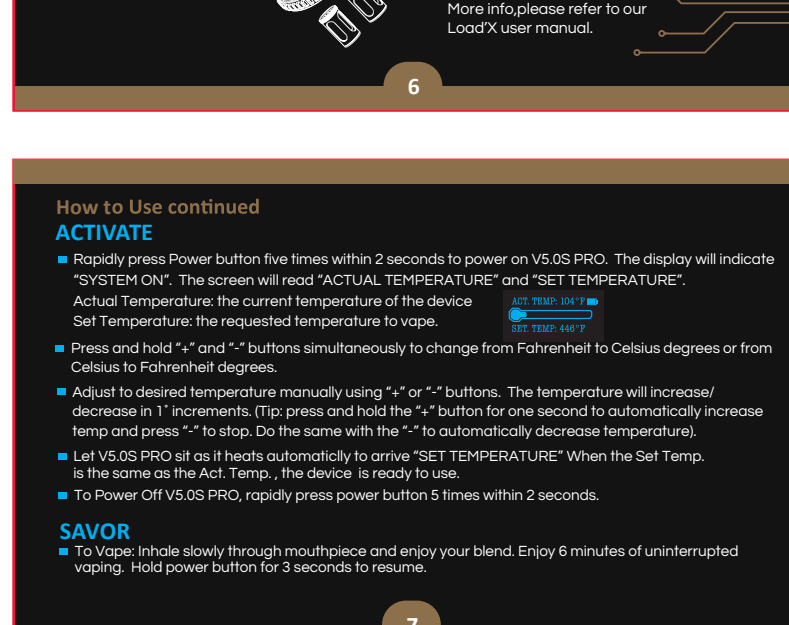 More info,please refer to our
Load'X user manual.
6
How to Use continued
ACTIVATE
Rapidly press Power button five times within 2 seconds to power on V5.0S PRO. The display will indicate
“SYSTEM ON”. The screen will read “ACTUAL TEMPERATURE” and “SET TEMPERATURE”.
Actual Temperature: the current temperature of the device
Set Temperature: the requested temperature to vape.
ACT. TEMP: 104°F
SET. TEMP: 446°F
Press and hold “+” and “-” buttons simultaneously to change from Fahrenheit to Celsius degrees or from
Celsius to Fahrenheit degrees.
Adjust to desired temperature manually using “+” or “-” buttons. The temperature will increase/
decrease in 1˚ increments. (Tip: press and hold the “+” button for one second to automatically increase
temp and press “-” to stop. Do the same with the “-” to automatically decrease temperature).
Let V5.0S PRO sit as it heats automaticlly to arrive “SET TEMPERATURE” When the Set Temp.
is the same as the Act. Temp. , the device is ready to use.
To Power Off V5.0S PRO, rapidly press power button 5 times within 2 seconds.
SAVOR
To Vape: Inhale slowly through mouthpiece and enjoy your blend. Enjoy 6 minutes of uninterrupted
vaping. Hold power button for 3 seconds to resume.
7